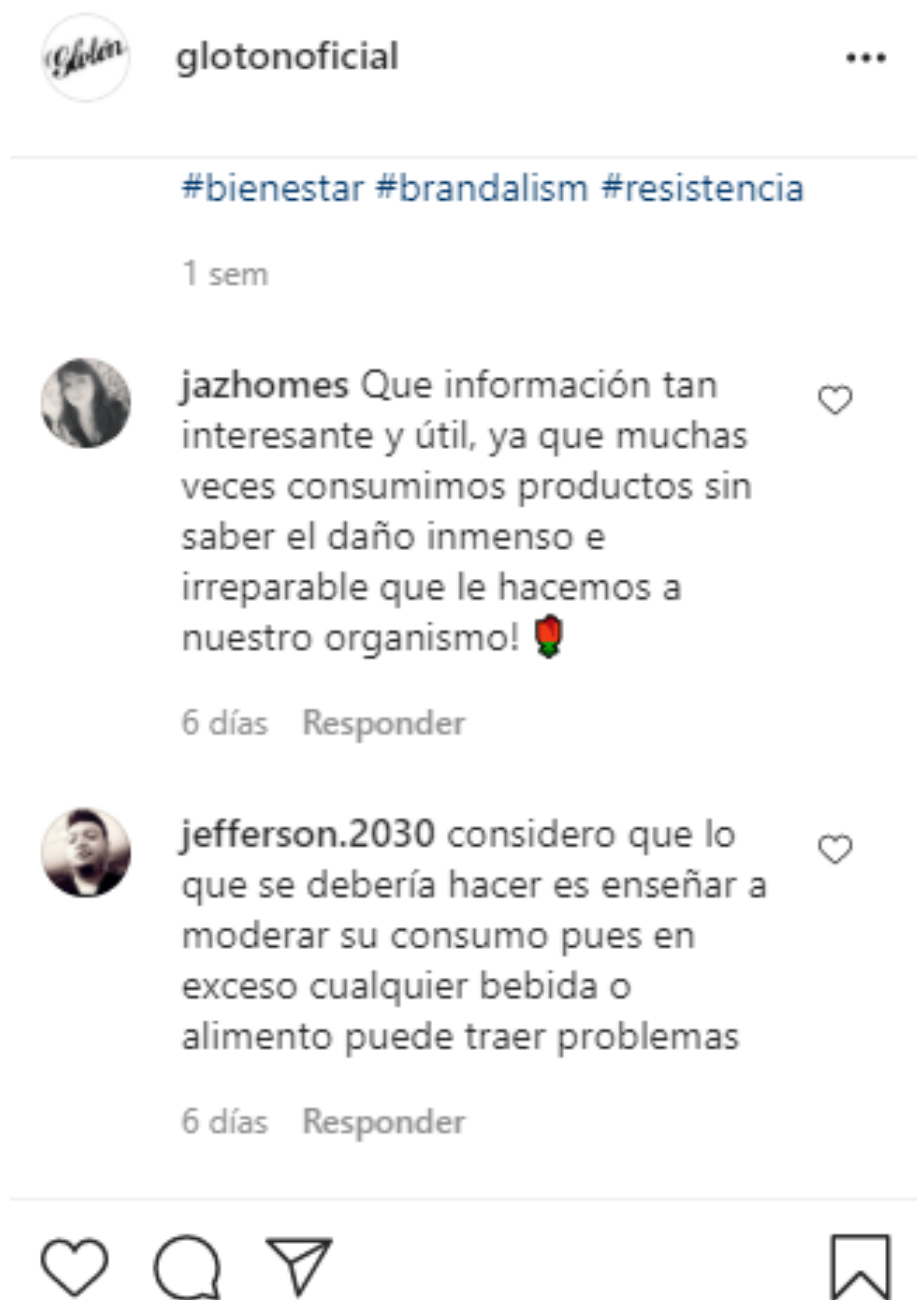 Glotón
glotonoficial
#bienestar #brandalism #resistencia
1 sem
jazhomes Que información tan
interesante y útil, ya que muchas
veces consumimos productos sin
saber el daño inmenso e
irreparable que le hacemos a
nuestro organismo! 🌹
6 días Responder
jefferson.2030 considero que lo
que se debería hacer es enseñar a
moderar su consumo pues en
exceso cualquier bebida o
alimento puede traer problemas
6 días Responder